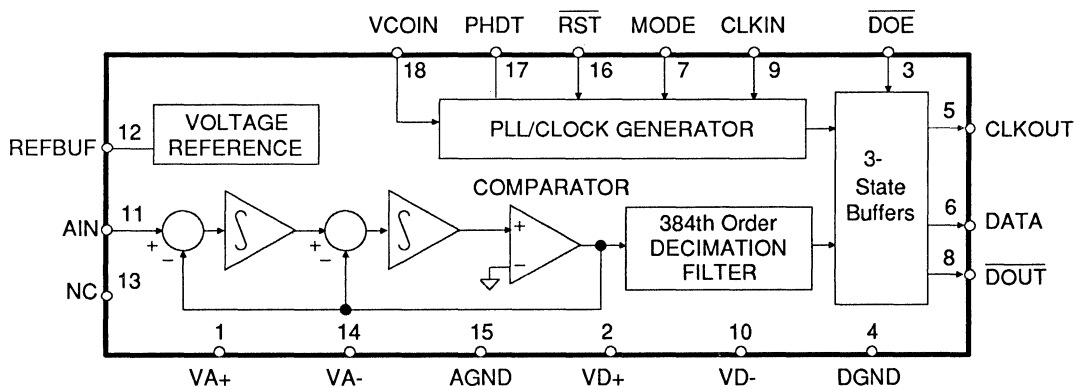 VCOIN PHDT RST MODE CLKIN DOE
18 17 16 7 9 3
VOLTAGE
REFERENCE
PLL/CLOCK GENERATOR
12
REFBUF
5
CLKOUT
3-
State
Buffers
COMPARATOR
11
AIN
+
−
∫
+
−
∫
+
−
384th Order
DECIMATION
FILTER
6
DATA
8
DOUT
13
NC
1 14 15 2 10 4
VA+ VA- AGND VD+ VD- DGND